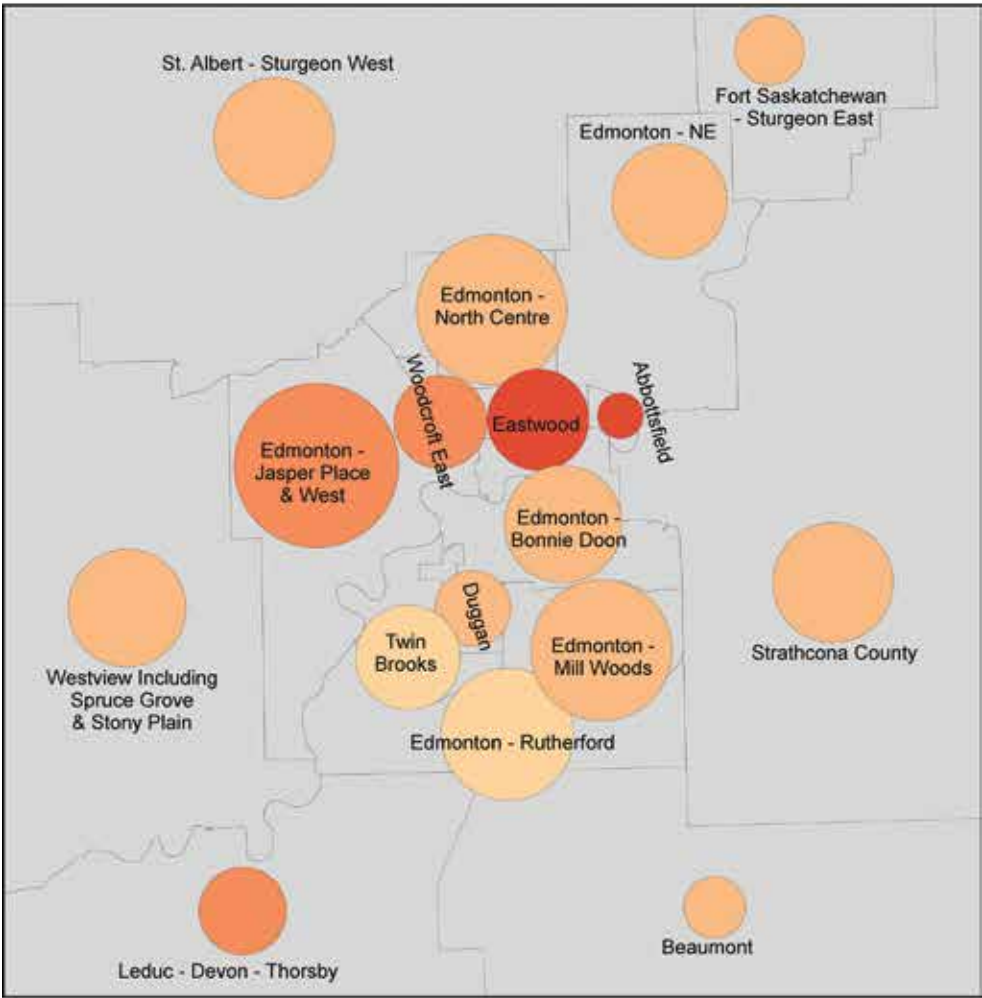 St. Albert - Sturgeon West
Fort Saskatchewan
- Sturgeon East
Edmonton - NE
Edmonton -
North Centre
Woodcroft East
Eastwood
Abbottsfield
Edmonton -
Jasper Place
& West
Edmonton -
Bonnie Doon
Duggan
Twin
Brooks
Edmonton -
Mill Woods
Strathcona County
Westview Including
Spruce Grove
& Stony Plain
Edmonton - Rutherford
Leduc - Devon - Thorsby
Beaumont